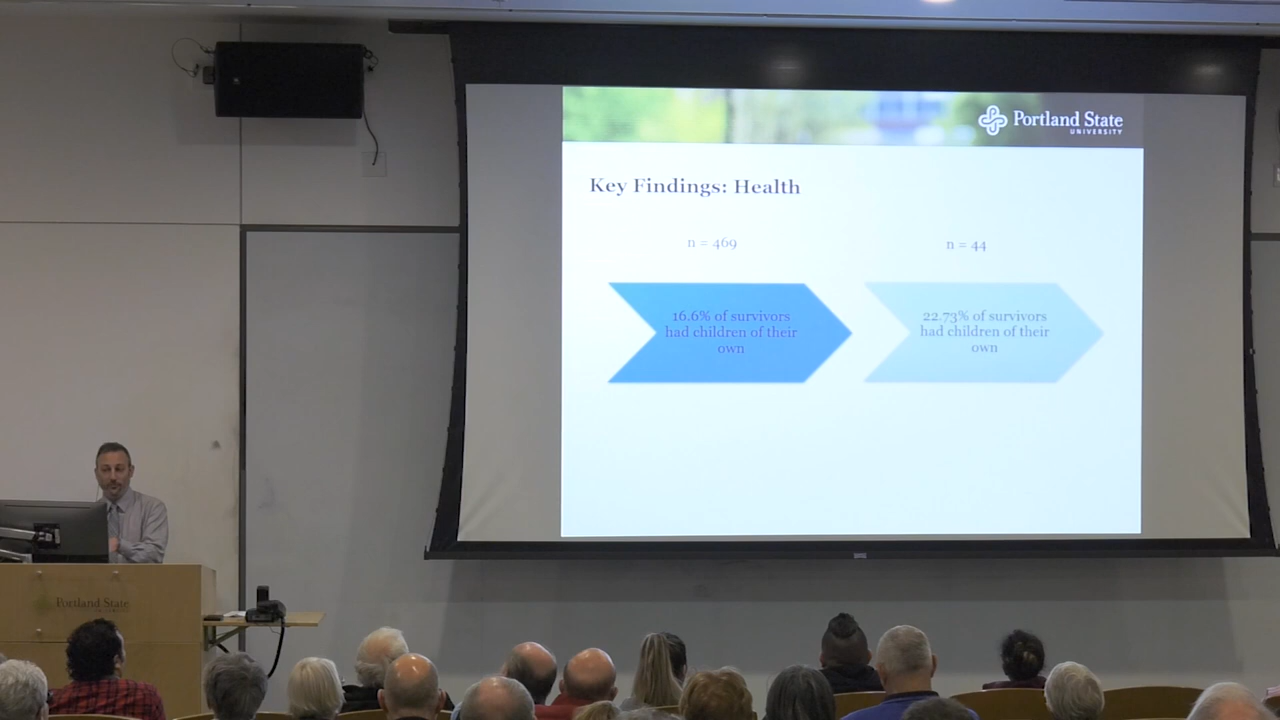 Portland State
UNIVERSITY
Key Findings: Health
n = 469
n = 44
16.6% of survivors
had children of their
own
22.73% of survivors
had children of their
own
Portland State